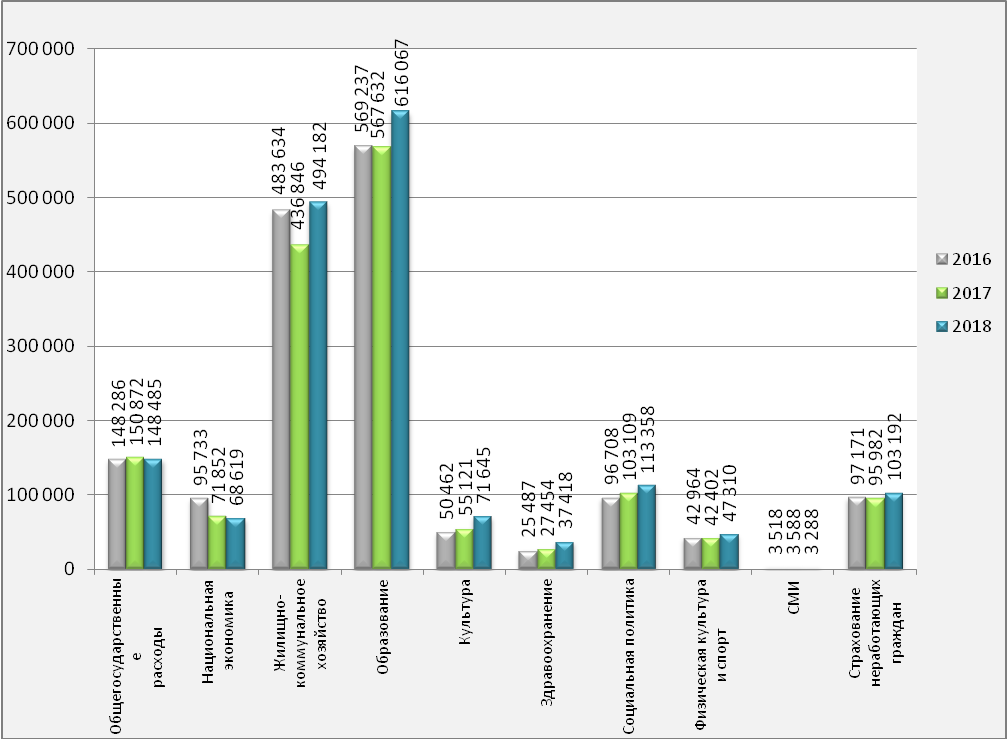 700 000
600 000
500 000
400 000
300 000
200 000
100 000
0
148 286
150 872
148 485
95 733
71 852
68 619
483 634
436 846
494 182
569 237
567 632
616 067
50 462
55 121
71 645
25 487
27 454
37 418
96 708
103 109
113 358
42 964
42 402
47 310
3 518
3 588
3 288
97 171
95 982
103 192
Общегосударственны
е
расходы
Национальная
экономика
Жилищно-
коммунальное
хозяйство
Образование
Культура
Здравоохранение
Социальная политика
Физическая культура
и спорт
СМИ
Страхование
неработающих
граждан
2016
2017
2018